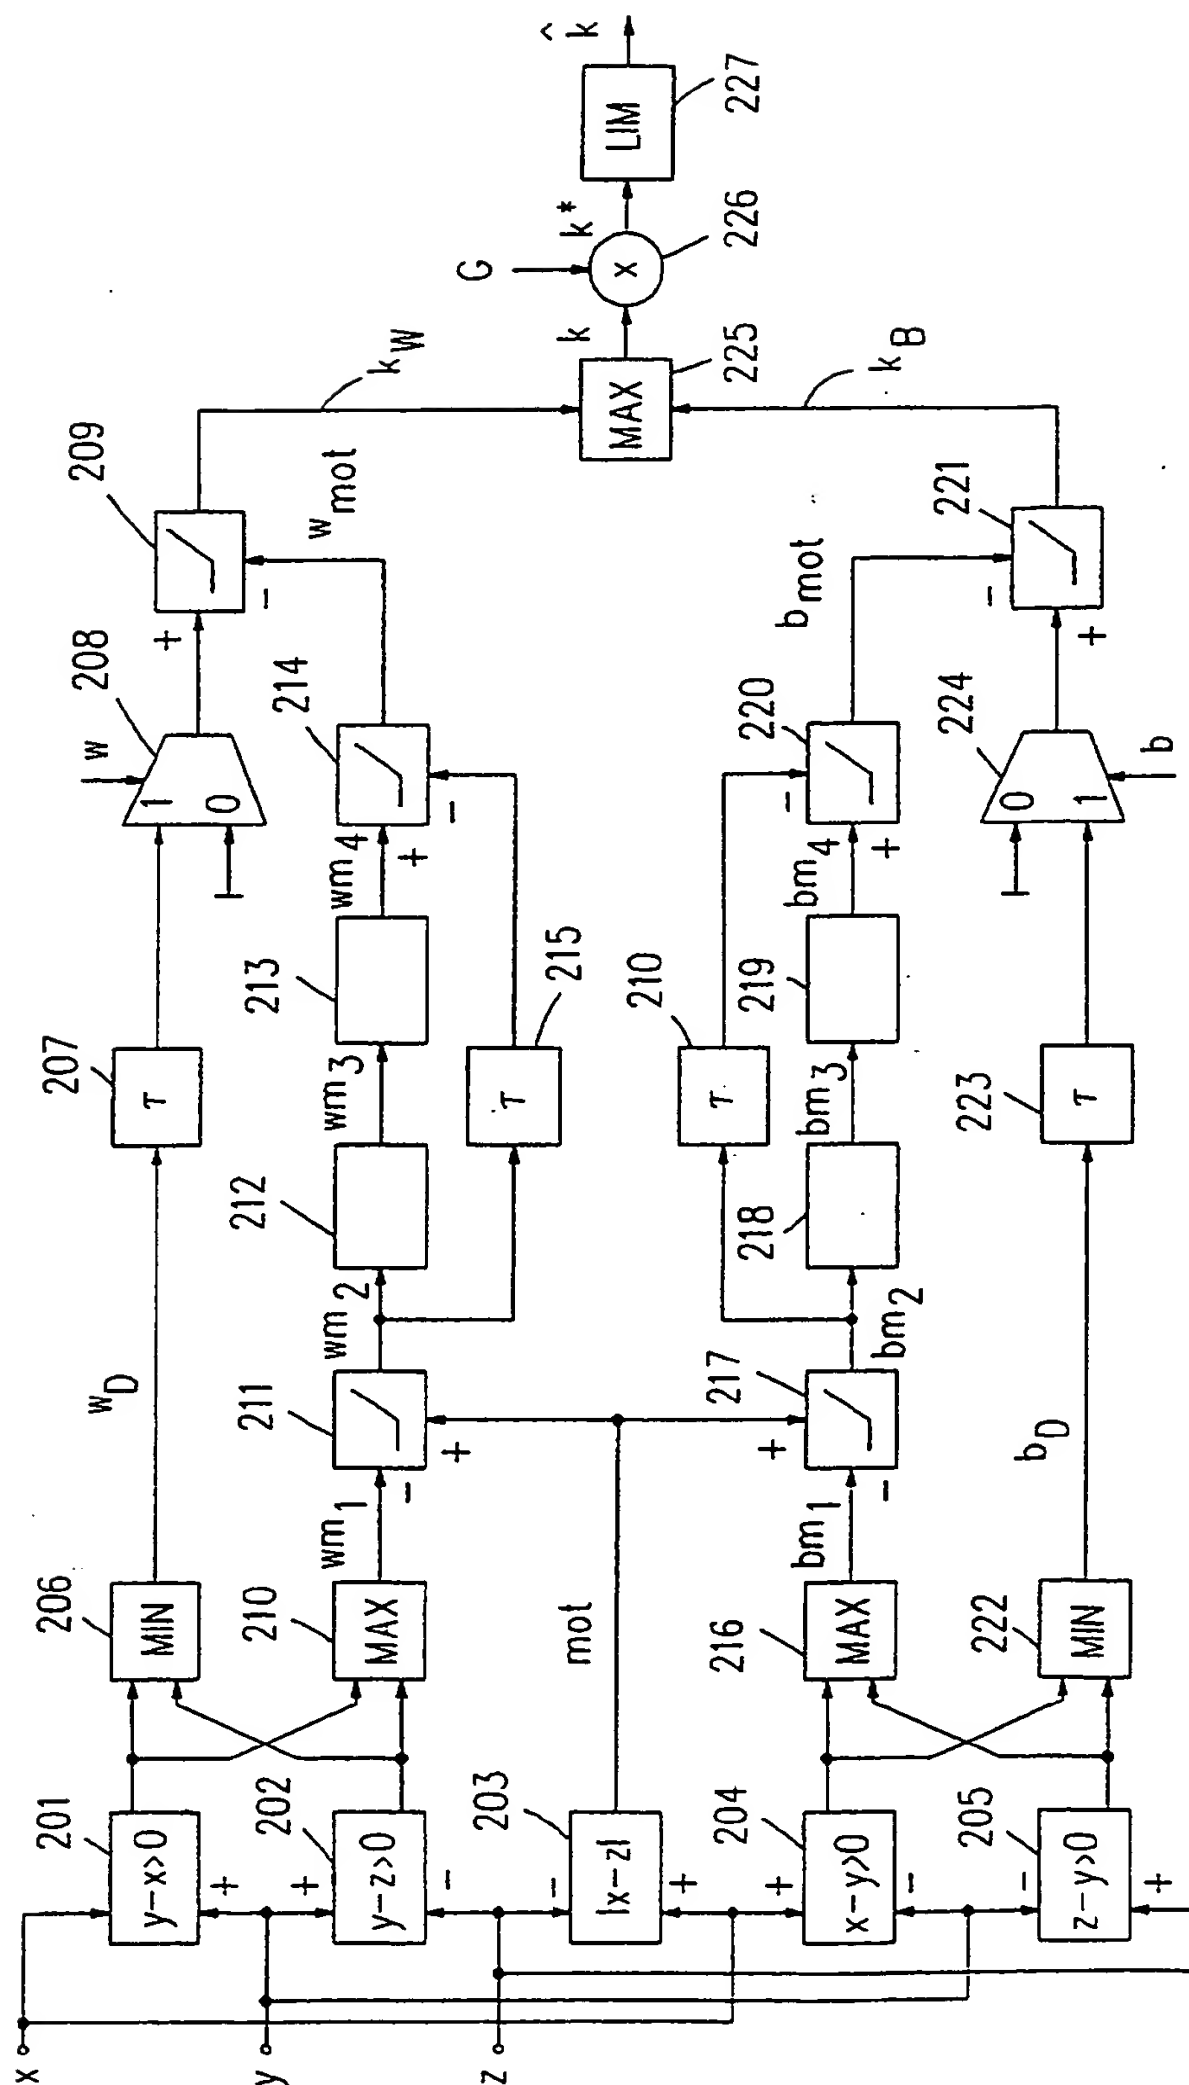 x
y
z
201
y−x>0
+
202
y−z>0
+
−
203
|x−z|
−
+
204
x−y>0
+
−
205
z−y>0
−
+
206
MIN
210
MAX
216
MAX
222
MIN
w_D
wm_1
mot
bm_1
b_D
211
−
+
217
+
−
wm_2
bm_2
212
218
207
τ
wm_3
215
τ
210
τ
bm_3
223
τ
213
219
wm_4
bm_4
208
w
1
0
214
+
−
220
−
+
224
0
1
b
209
+
−
w_mot
b_mot
221
−
+
k_W
k_B
MAX
225
k
G
x
226
k*
LIM
227
k̂